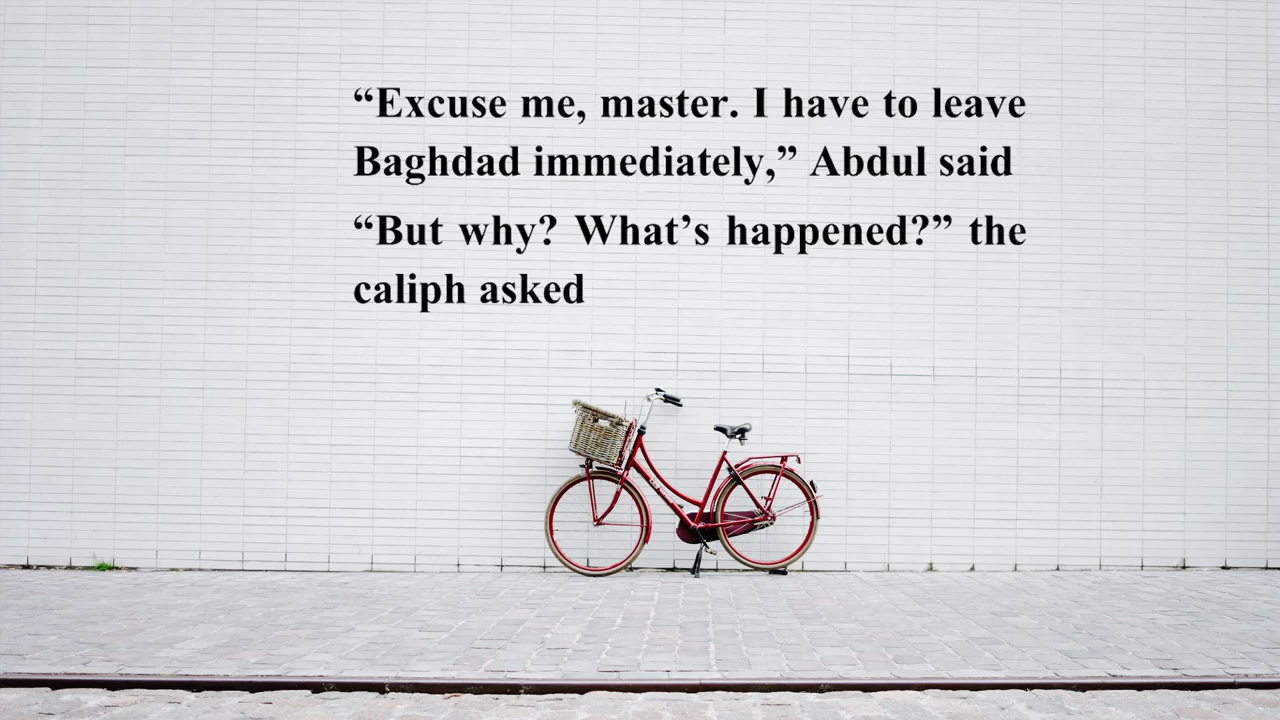 “Excuse me, master. I have to leave
Baghdad immediately,” Abdul said
“But why? What’s happened?” the
caliph asked